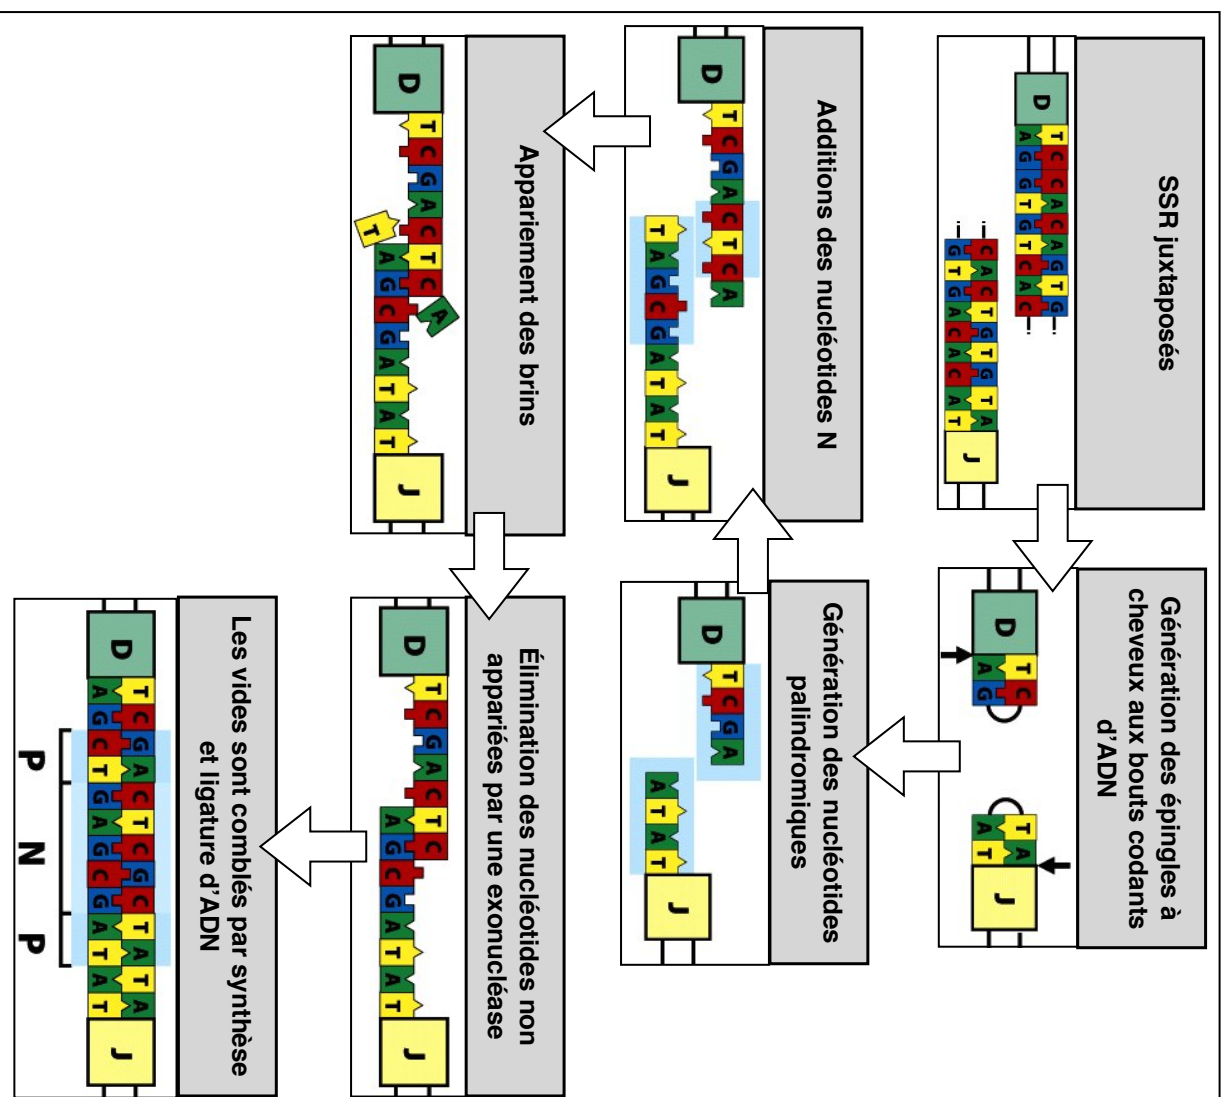 SSR juxtaposés
D T C C A C A G T G
A G G T G T C A C
C A C T G T G T A
G T G A C A C A T J
Génération des épingles à
cheveux aux bouts codants
d'ADN
D T C
A G
T A
A T J
Génération des nucléotides
palindromiques
D T C G A
A T A T J
Additions des nucléotides N
D T C G A C T C A
T A G C G A T A T J
Appariement des brins
D T C G A C T C A
T A G C G A T A T J
Élimination des nucléotides non
appariées par une exonucléase
D T C G A C T C
A G C G A T A T J
Les vides sont comblés par synthèse
et ligature d'ADN
D T C G A C T C G C T A T A
A G C T G A G C G A T A T J
P N P